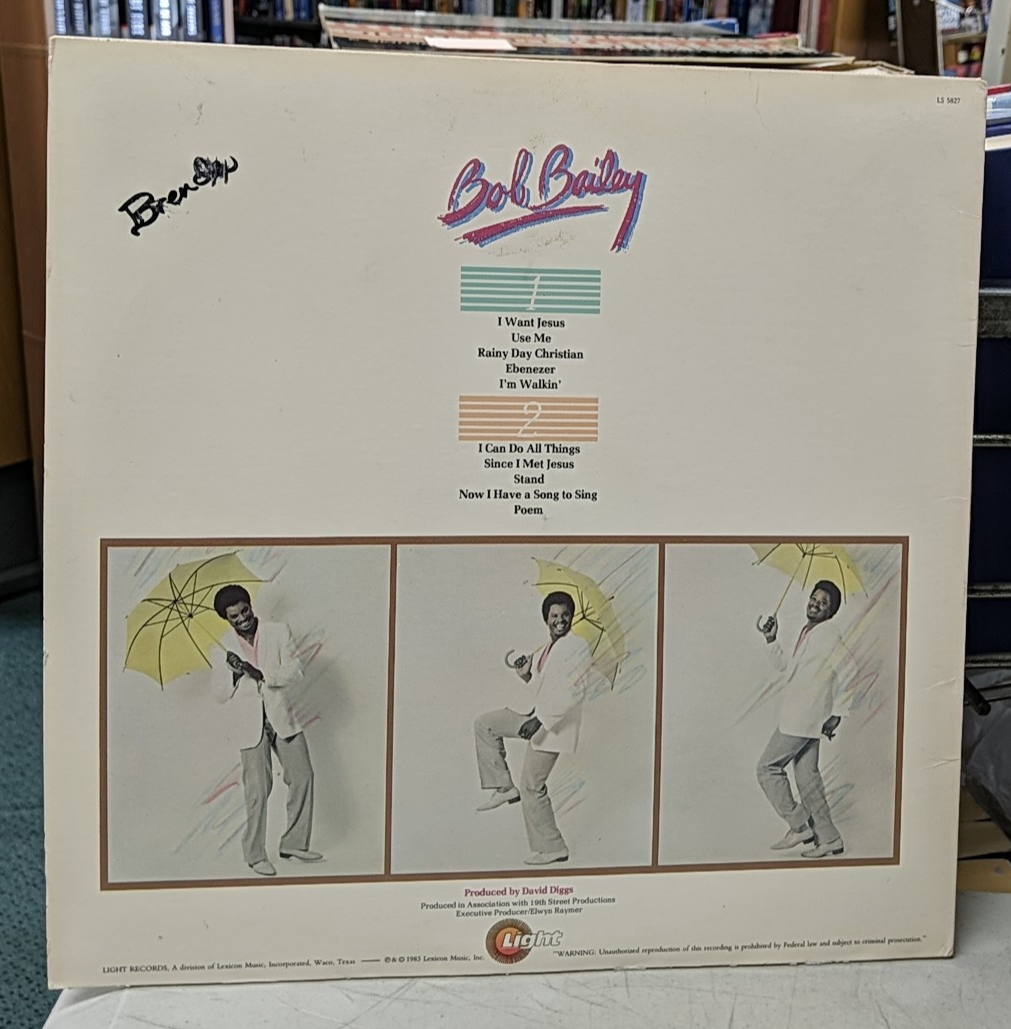 LS 5827
Bob Bailey
1
I Want Jesus
Use Me
Rainy Day Christian
Ebenezer
I'm Walkin'
2
I Can Do All Things
Since I Met Jesus
Stand
Now I Have a Song to Sing
Poem
Produced by David Diggs
Produced in Association with 19th Street Productions
Executive Producer/Elwyn Raymer
Light
LIGHT RECORDS, A division of Lexicon Music, Incorporated, Waco, Texas — ℗ & © 1983 Lexicon Music, Inc.
"WARNING: Unauthorized reproduction of this recording is prohibited by Federal law and subject to criminal prosecution."